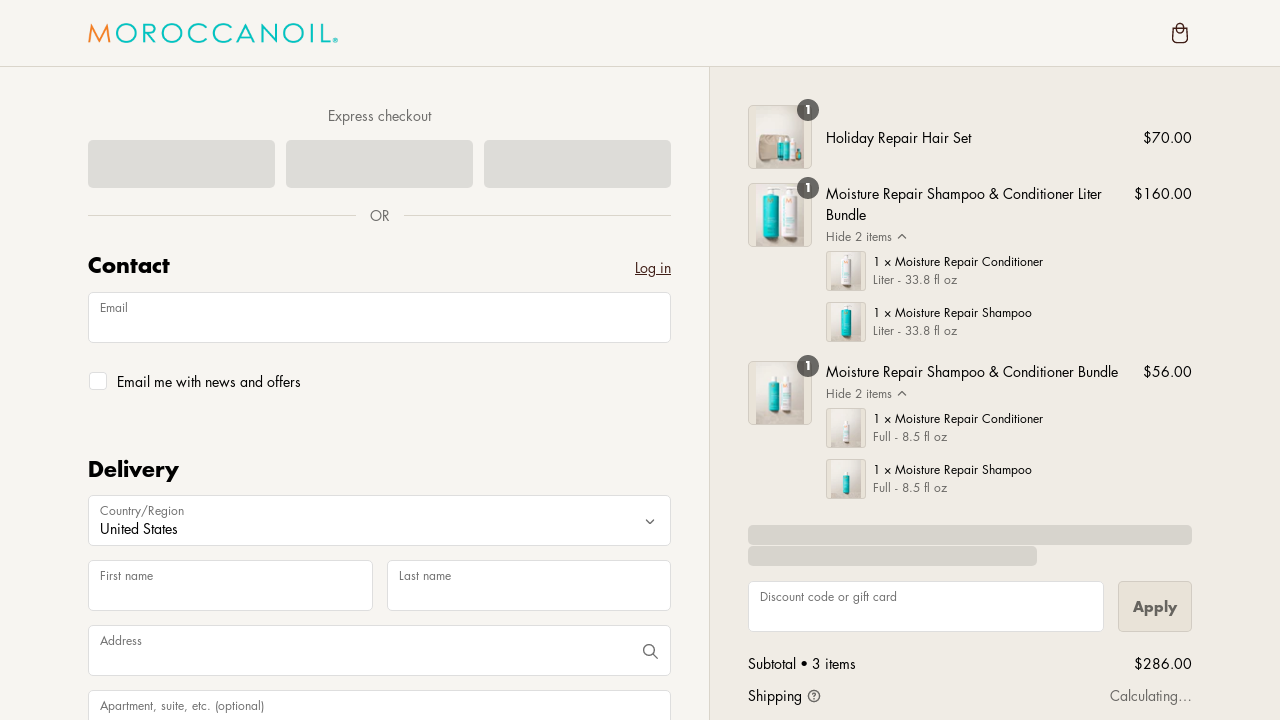 MOROCCANOIL®
Express checkout
OR
Contact
Log in
Email
Email me with news and offers
Delivery
Country/Region
United States
First name
Last name
Address
Apartment, suite, etc. (optional)
1
Holiday Repair Hair Set
$70.00
1
Moisture Repair Shampoo & Conditioner Liter
Bundle
$160.00
Hide 2 items
1 × Moisture Repair Conditioner
Liter - 33.8 fl oz
1 × Moisture Repair Shampoo
Liter - 33.8 fl oz
1
Moisture Repair Shampoo & Conditioner Bundle
$56.00
Hide 2 items
1 × Moisture Repair Conditioner
Full - 8.5 fl oz
1 × Moisture Repair Shampoo
Full - 8.5 fl oz
Discount code or gift card
Apply
Subtotal • 3 items
$286.00
Shipping
Calculating...